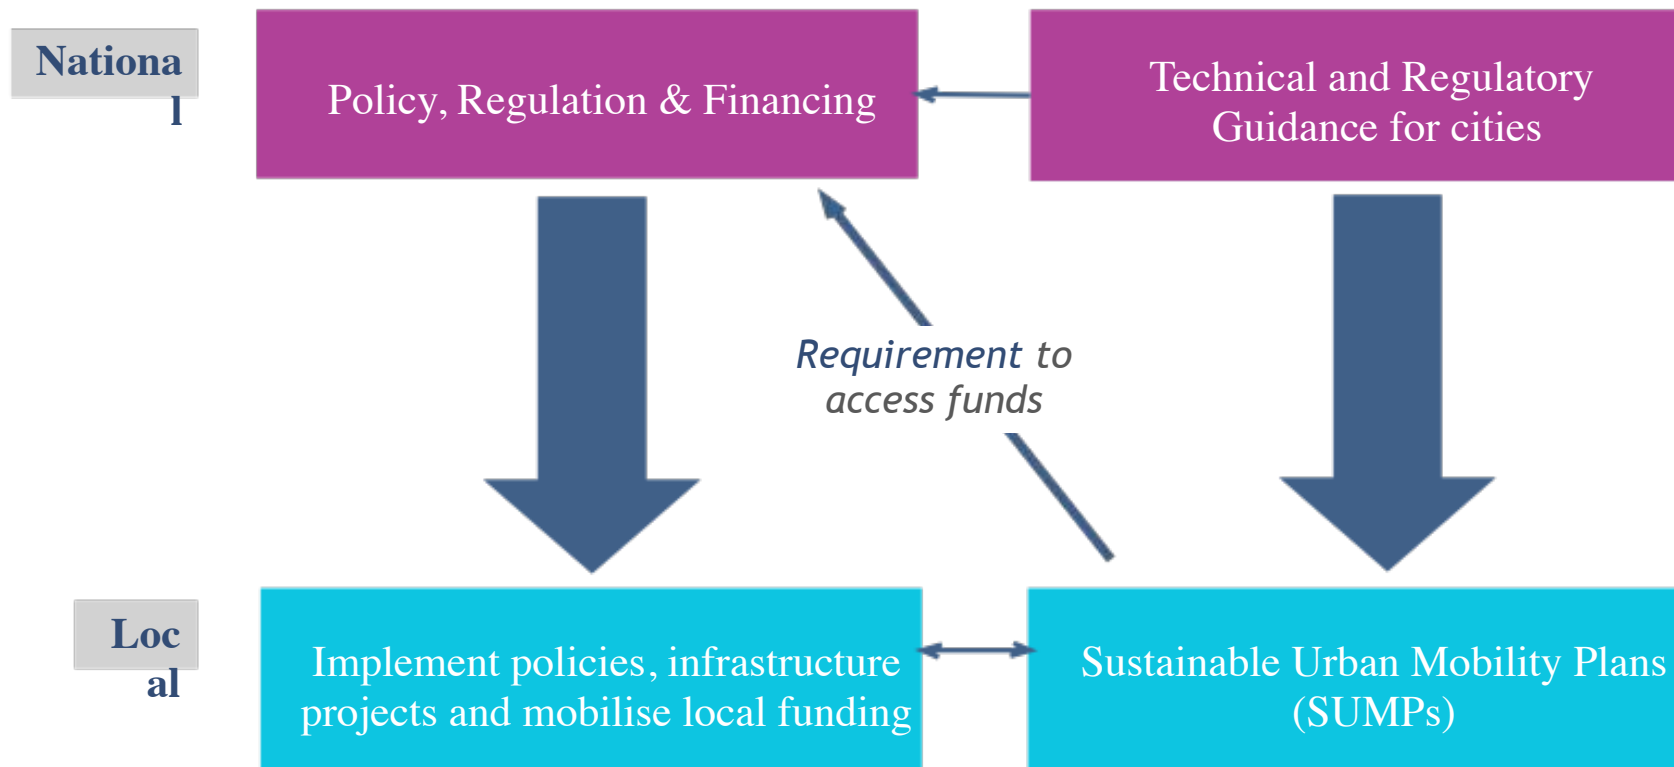 Nationa
l
Policy, Regulation & Financing
Technical and Regulatory
Guidance for cities
Requirement to
access funds
Loc
al
Implement policies, infrastructure
projects and mobilise local funding
Sustainable Urban Mobility Plans
(SUMPs)